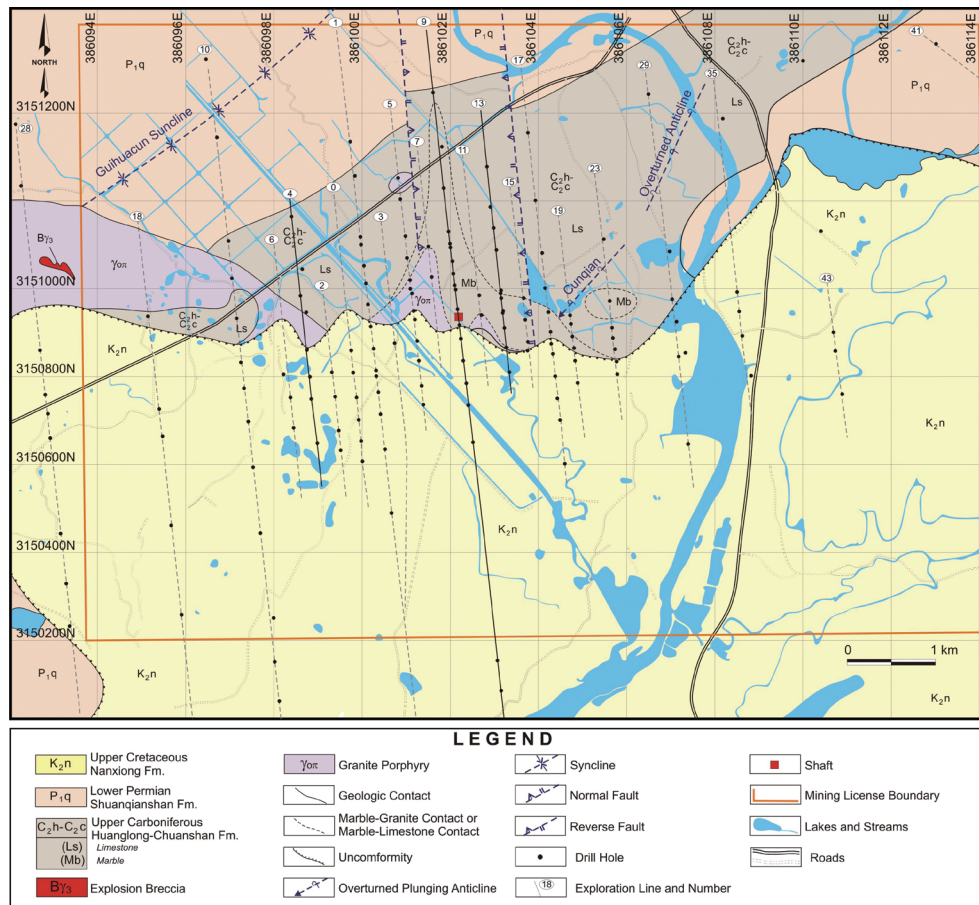 386094E
386096E
386098E
386100E
386102E
386104E
386106E
386108E
386110E
386112E
386114E
NORTH
3151200N
3151000N
3150800N
3150600N
3150400N
3150200N
P₁q
P₁q
P₁q
P₁q
P₁q
10
1
9
17
41
29
35
28
5
13
7
11
18
4
0
15
23
6
3
19
2
43
Guihuacun Suncline
Overturned Anticline
Cunqian
C₂h-
C₂c
C₂h-
C₂c
C₂h-
C₂c
C₂h-
C₂c
Ls
Ls
Ls
Ls
Mb
Mb
Bγ₃
γoπ
γoπ
K₂n
K₂n
K₂n
K₂n
K₂n
K₂n
0 1 km
LEGEND
K₂n Upper Cretaceous
Nanxiong Fm.
P₁q Lower Permian
Shuanqianshan Fm.
C₂h-C₂c Upper Carboniferous
Huanglong-Chuanshan Fm.
(Ls) Limestone
(Mb) Marble
Bγ₃ Explosion Breccia
γoπ Granite Porphyry
Geologic Contact
Marble-Granite Contact or
Marble-Limestone Contact
Uncomformity
Overturned Plunging Anticline
Syncline
Normal Fault
Reverse Fault
Drill Hole
18 Exploration Line and Number
Shaft
Mining License Boundary
Lakes and Streams
Roads